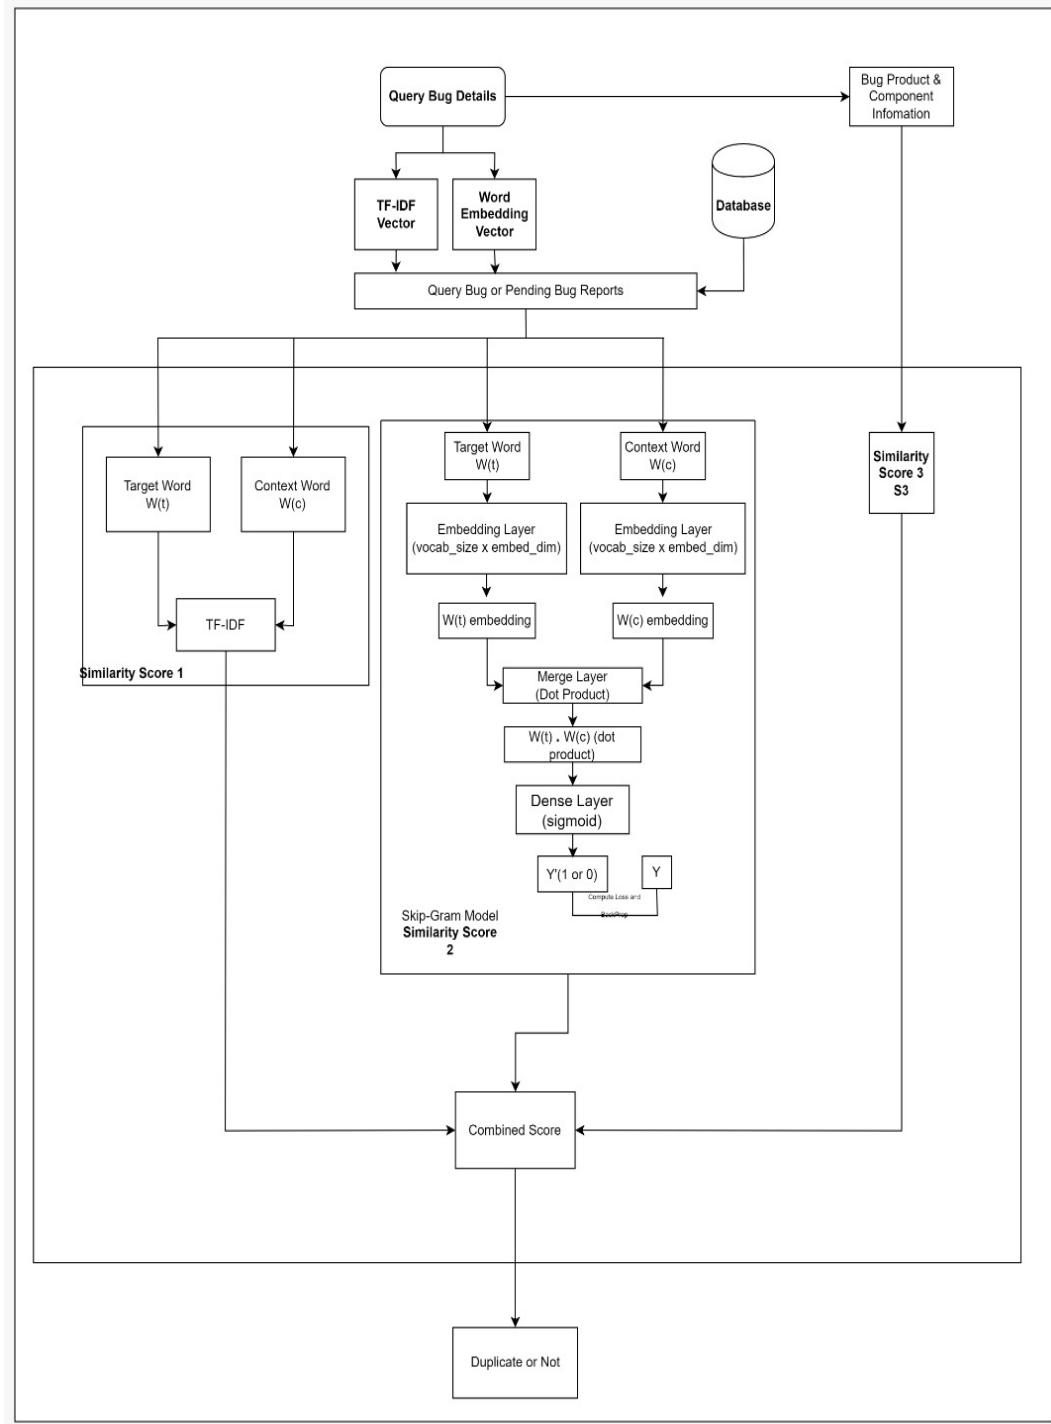 Query Bug Details
Bug Product &
Component
Infomation
TF-IDF
Vector
Word
Embedding
Vector
Database
Query Bug or Pending Bug Reports
Target Word
W(t)
Context Word
W(c)
TF-IDF
Similarity Score 1
Target Word
W(t)
Context Word
W(c)
Embedding Layer
(vocab_size x embed_dim)
Embedding Layer
(vocab_size x embed_dim)
W(t) embedding
W(c) embedding
Merge Layer
(Dot Product)
W(t) . W(c) (dot
product)
Dense Layer
(sigmoid)
Y'(1 or 0)
Y
Compute Loss and
BackProp
Skip-Gram Model
Similarity Score
2
Similarity
Score 3
S3
Combined Score
Duplicate or Not